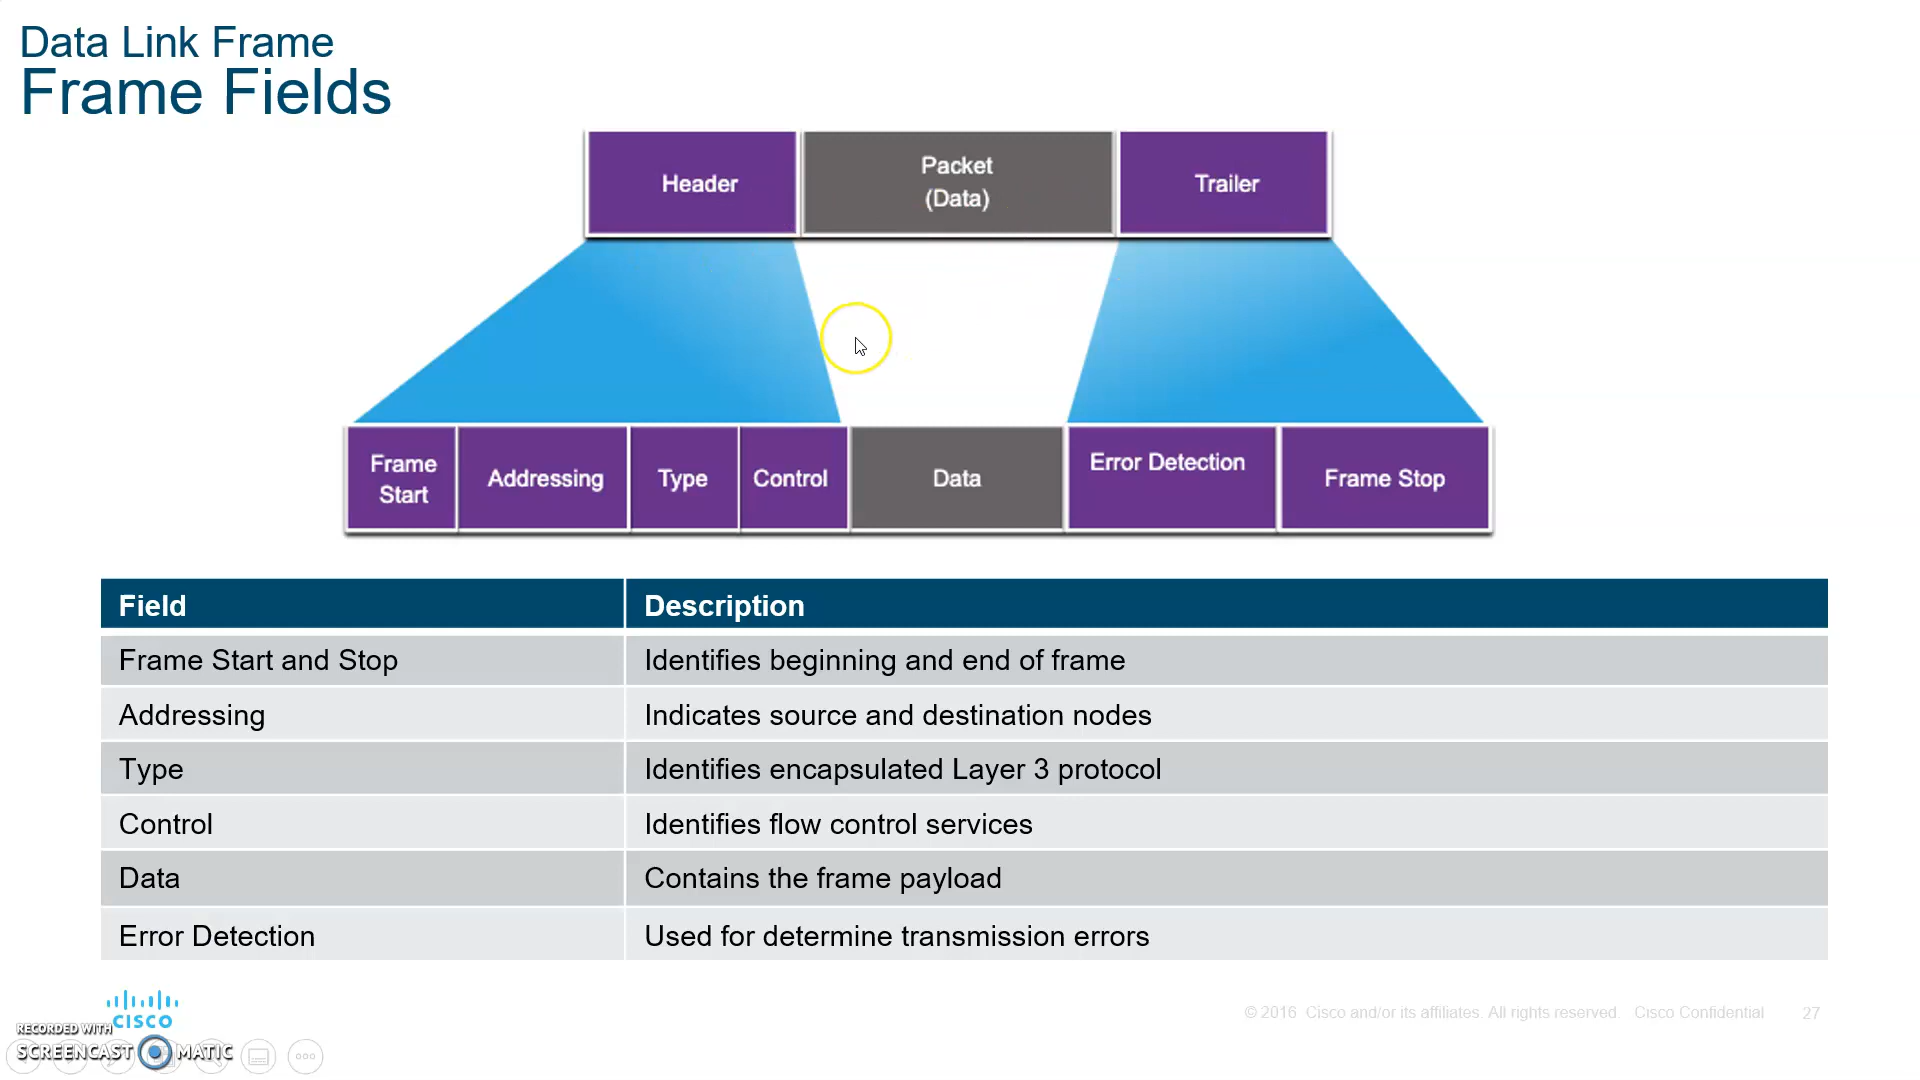 Data Link Frame
Frame Fields
Header
Packet
(Data)
Trailer
Frame
Start
Addressing
Type
Control
Data
Error Detection
Frame Stop
Field Description
Frame Start and Stop Identifies beginning and end of frame
Addressing Indicates source and destination nodes
Type Identifies encapsulated Layer 3 protocol
Control Identifies flow control services
Data Contains the frame payload
Error Detection Used for determine transmission errors
CISCO
© 2016 Cisco and/or its affiliates. All rights reserved. Cisco Confidential 27
RECORDED WITH
SCREENCAST MATIC